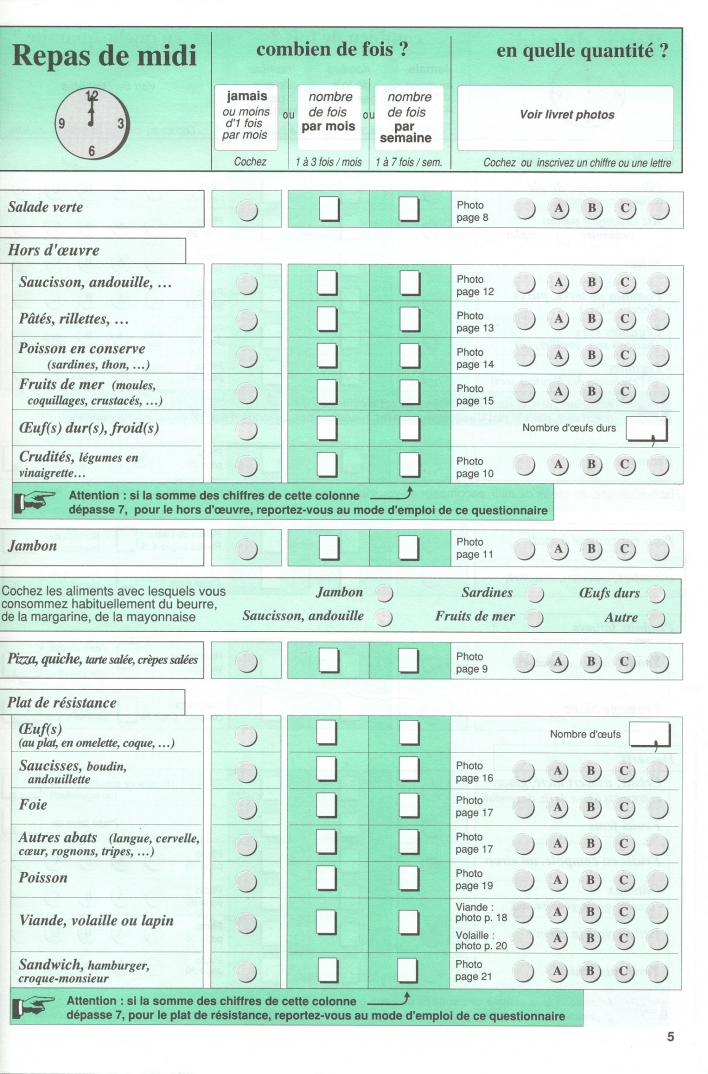 Repas de midi
12
9
3
6
combien de fois ?
en quelle quantité ?
jamais
ou moins
d'1 fois
par mois
ou
nombre
de fois
par mois
ou
nombre
de fois
par
semaine
Voir livret photos
Cochez
1 à 3 fois / mois
1 à 7 fois / sem.
Cochez ou inscrivez un chiffre ou une lettre
Salade verte
Photo
page 8
A B C
Hors d'œuvre
Saucisson, andouille, …
Photo
page 12
A B C
Pâtés, rillettes, …
Photo
page 13
A B C
Poisson en conserve
(sardines, thon, …)
Photo
page 14
A B C
Fruits de mer (moules,
coquillages, crustacés, …)
Photo
page 15
A B C
Œuf(s) dur(s), froid(s)
Nombre d'œufs durs
,
Crudités, légumes en
vinaigrette…
Photo
page 10
A B C
Attention : si la somme des chiffres de cette colonne
dépasse 7, pour le hors d'œuvre, reportez-vous au mode d'emploi de ce questionnaire
Jambon
Photo
page 11
A B C
Cochez les aliments avec lesquels vous
consommez habituellement du beurre,
de la margarine, de la mayonnaise
Jambon
Sardines
Œufs durs
Saucisson, andouille
Fruits de mer
Autre
Pizza, quiche, tarte salée, crèpes salées
Photo
page 9
A B C
Plat de résistance
Œuf(s)
(au plat, en omelette, coque, …)
Nombre d'œufs
,
Saucisses, boudin,
andouillette
Photo
page 16
A B C
Foie
Photo
page 17
A B C
Autres abats (langue, cervelle,
cœur, rognons, tripes, …)
Photo
page 17
A B C
Poisson
Photo
page 19
A B C
Viande, volaille ou lapin
Viande :
photo p. 18
A B C
Volaille :
photo p. 20
A B C
Sandwich, hamburger,
croque-monsieur
Photo
page 21
A B C
Attention : si la somme des chiffres de cette colonne
dépasse 7, pour le plat de résistance, reportez-vous au mode d'emploi de ce questionnaire
5